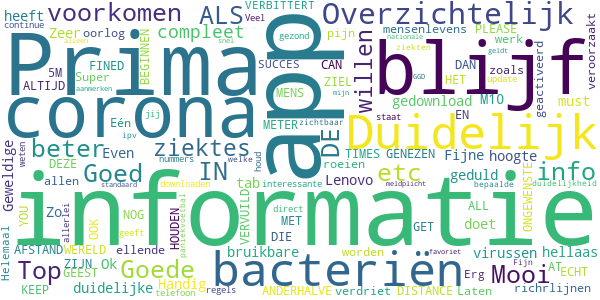 heeft voorkomen ALS VERBITTERT Overzichtelijk continue
Zeer oorlog BEGINNEN compleet Veel mensenlevens PLEASE
alleen snel gezond pijn willen nationale ziekten werk geldt veroorzaakt
Prima app blijf
5M FINED SUCCES CAN ZIEL DAN zoals geactiveerd
ALTIJD Super aanmerken MENS GGD HET update
corona mijn gedownload M10 must
jij METER zichtbaar staat EN
Eén ipv DE Duidelijk
beter ziektes roeien
Geweldige weten Even nummers welke houd TIMES GENEZEN Fijne hoogte
DEZE Goed IN etc info
allen standaard downloaden tab Lenovo geduld bepaalde
YOU Zo allerlei HOUDEN VERVUILD interessante meldplicht duidelijkheid
informatie
NOG direct MET GET ALL ONGEWENSTE
OOK geeft paniekvoetbal DIE bruikbare doet
AFSTAND WERELD ellende worden virussen hellaas
Helemaal Top ZIJN OK Goede bacteriën Mooi AT ECHT
GEEST Handig regels favoriet Erg Fijn
KEEP duidelijke telefoon ANDERHALVE verdriet DISTANCE Laten richrlijnen